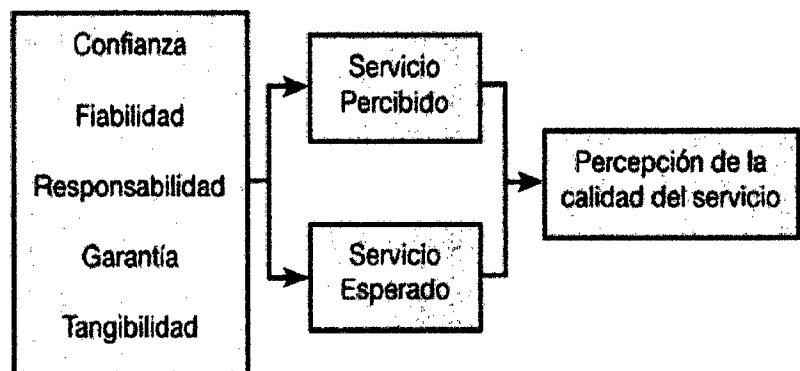 Confianza
Fiabilidad
Responsabilidad
Garantía
Tangibilidad
Servicio
Percibido
Servicio
Esperado
Percepción de la
calidad del servicio